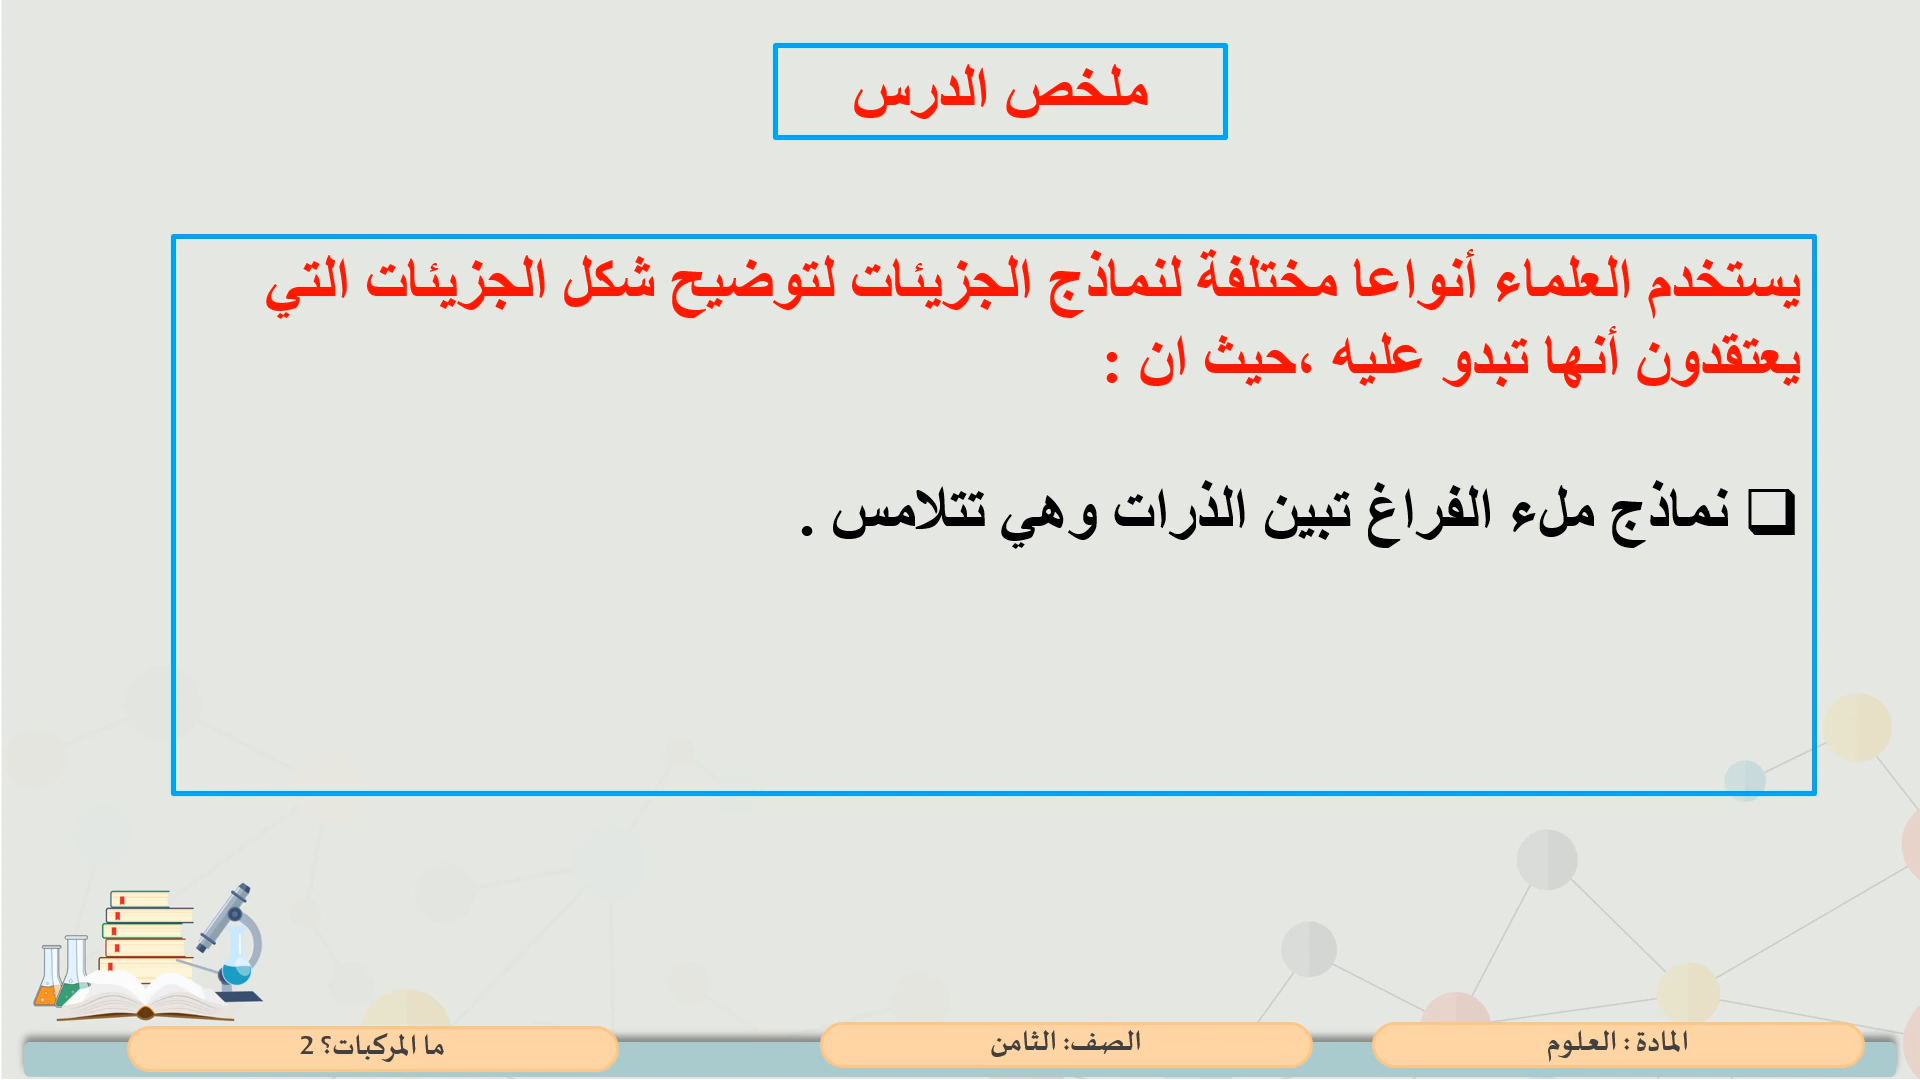 ملخص الدرس
يستخدم العلماء أنواعا مختلفة لنماذج الجزيئات لتوضيح شكل الجزيئات التي
يعتقدون أنها تبدو عليه ،حيث ان :
❑ نماذج ملء الفراغ تبين الذرات وهي تتلامس .
المادة : العلوم
الصف: الثامن
ما المركبات؟ 2